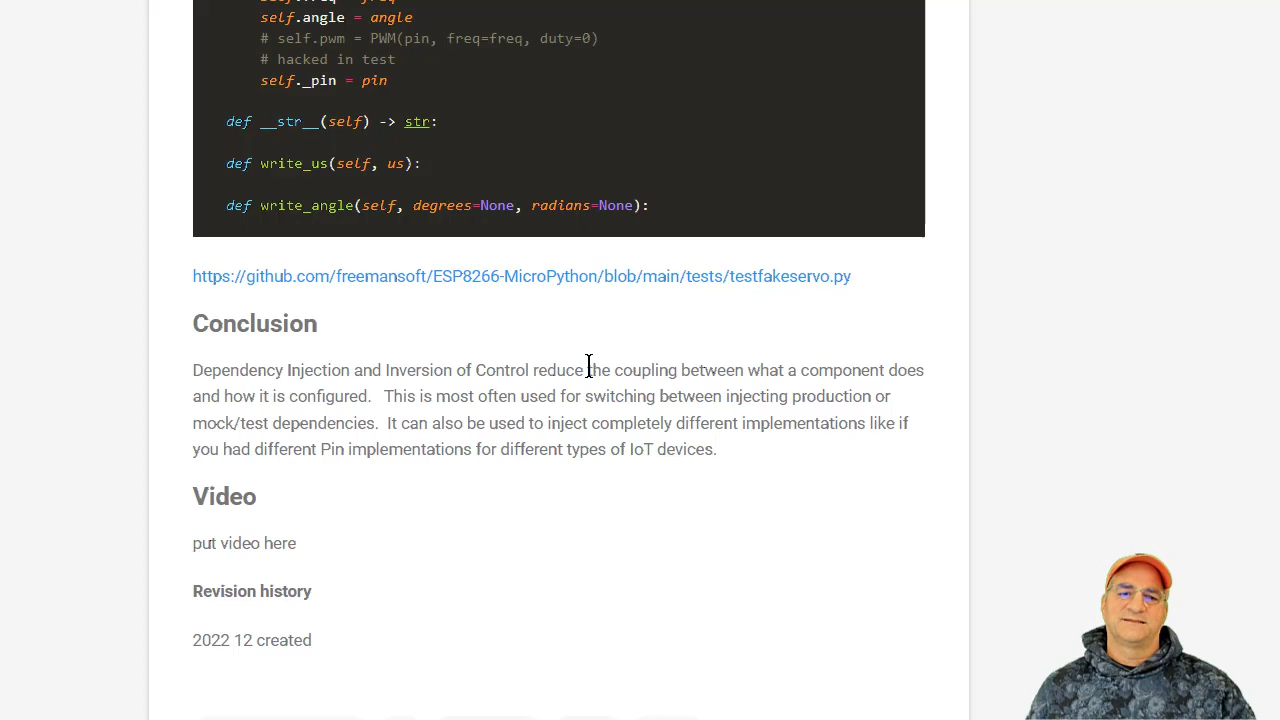 self.angle = angle
# self.pwm = PWM(pin, freq=freq, duty=0)
# hacked in test
self._pin = pin
def __str__(self) -> str:
def write_us(self, us):
def write_angle(self, degrees=None, radians=None):
https://github.com/freemansoft/ESP8266-MicroPython/blob/main/tests/testfakeservo.py
Conclusion
Dependency Injection and Inversion of Control reduce the coupling between what a component does
and how it is configured.   This is most often used for switching between injecting production or
mock/test dependencies.  It can also be used to inject completely different implementations like if
you had different Pin implementations for different types of IoT devices.
Video
put video here
Revision history
2022 12 created